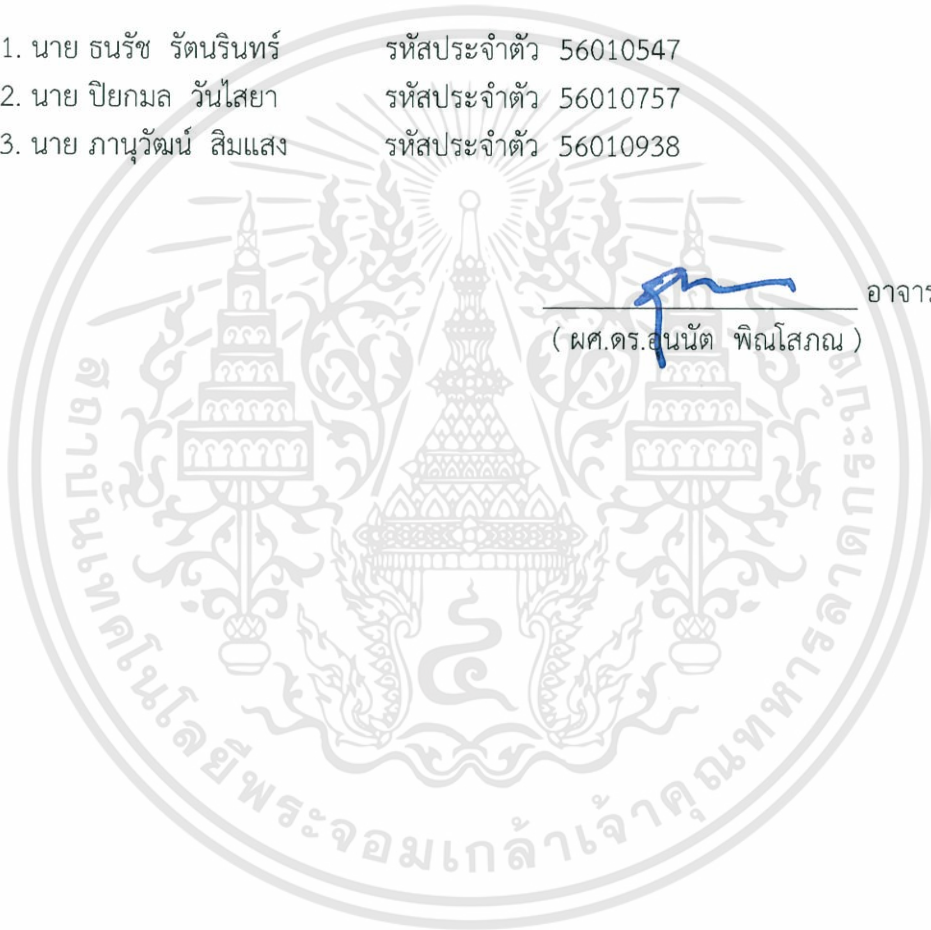 1. นาย ธนรัช รัตนรินทร์ รหัสประจำตัว 56010547
2. นาย ปิยกมล วันไสยา รหัสประจำตัว 56010757
3. นาย ภานุวัฒน์ สิมแสง รหัสประจำตัว 56010938
อาจาร
( ผศ.ดร.อุนนัต พิณโสภณ )
สถาบันเทคโนโลยีพระจอมเกล้าเจ้าคุณทหารลาดกระบัง